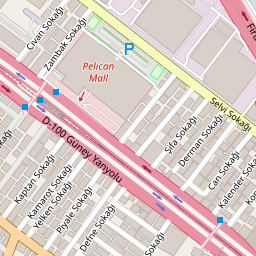 Civan Sokağı
Zambak Sokağı
P
Pelican
Mall
Firu
Selvi Sokağı
D-100 Güney Yanyolu
Şifa Sokağı
Derman Sokağı
Can Sokağı
Kalender Sokağı
Kaptan Sokağı
Kamarot Sokağı
Yelken Sokağı
Piyale Sokağı
Defne Sokağı